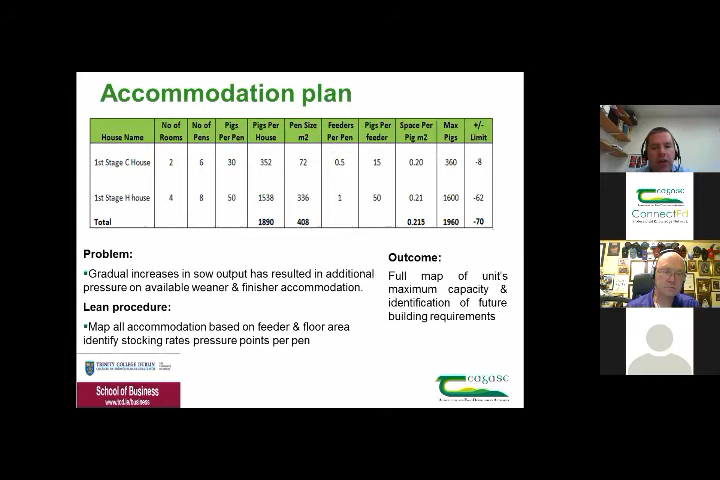 Accommodation plan
House Name No of Rooms No of Pens Pigs Per Pen Pigs Per House Pen Size m2 Feeders Per Pen Pigs Per feeder Space Per Pig m2 Max Pigs +/- Limit
1st Stage C House 2 6 30 352 72 0.5 15 0.20 360 -8
1st Stage H house 4 8 50 1538 336 1 50 0.21 1600 -62
Total 1890 408 0.215 1960 -70
Problem:
▪Gradual increases in sow output has resulted in additional
pressure on available weaner & finisher accommodation.
Lean procedure:
▪Map all accommodation based on feeder & floor area
identify stocking rates pressure points per pen
Outcome:
Full map of unit's
maximum capacity &
identification of future
building requirements
TRINITY COLLEGE DUBLIN
School of Business
www.tcd.ie/business
teagasc
teagasc
ConnectEd
Professional Knowledge Network